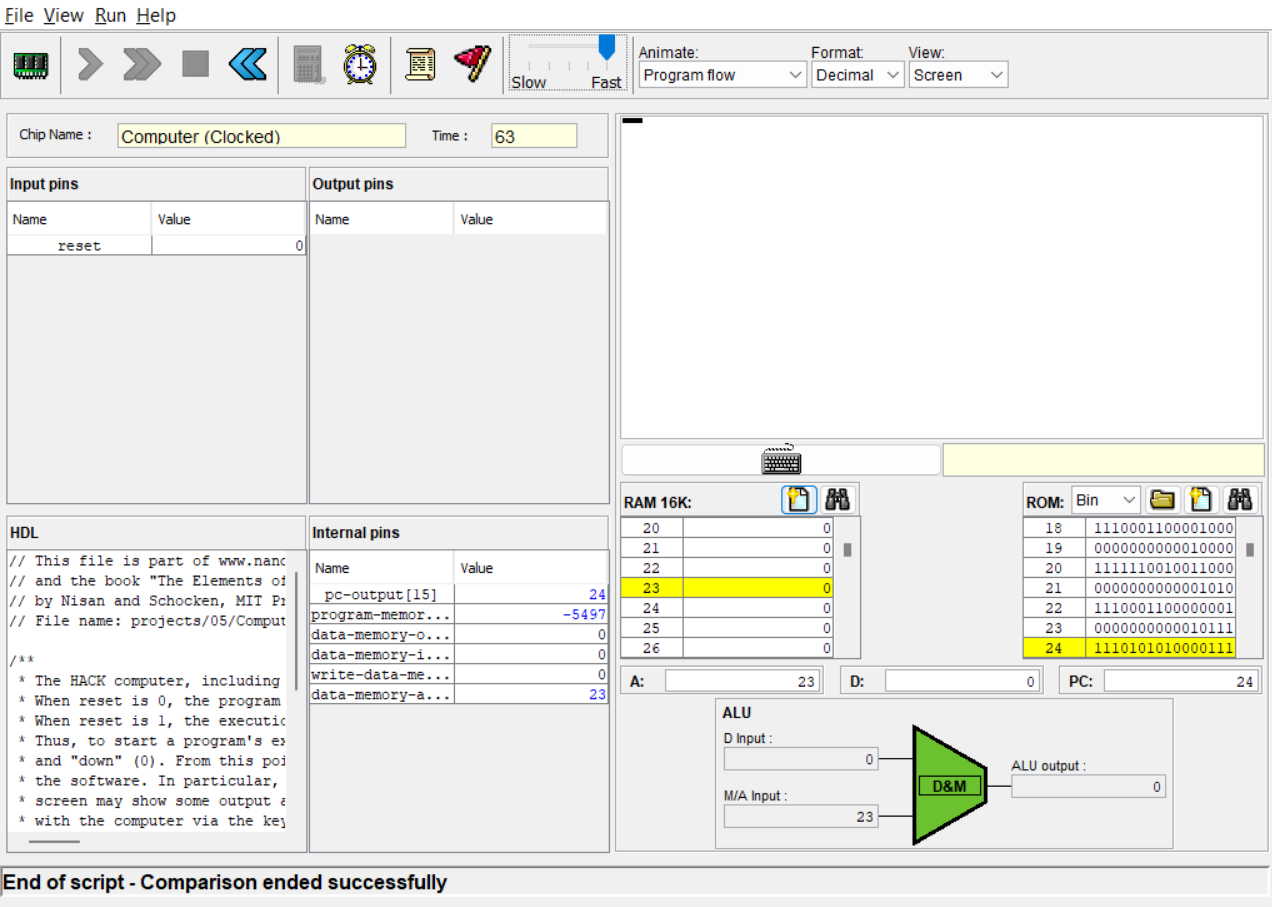 File View Run Help
Animate: Format: View:
Slow Fast Program flow Decimal Screen
Chip Name : Computer (Clocked) Time : 63
Input pins
Name Value
reset 0
Output pins
Name Value
HDL
// This file is part of www.nand
// and the book "The Elements of
// by Nisan and Schocken, MIT Pr
// File name: projects/05/Comput
/**
* The HACK computer, including
* When reset is 0, the program
* When reset is 1, the executio
* Thus, to start a program's ex
* and "down" (0). From this poi
* the software. In particular,
* screen may show some output a
* with the computer via the key
Internal pins
Name Value
pc-output[15] 24
program-memor... -5497
data-memory-o... 0
data-memory-i... 0
write-data-me... 0
data-memory-a... 23
RAM 16K:
20 0
21 0
22 0
23 0
24 0
25 0
26 0
ROM: Bin
18 1110001100001000
19 0000000000010000
20 1111110010011000
21 0000000000001010
22 1110001100000001
23 0000000000010111
24 1110101010000111
A: 23 D: 0 PC: 24
ALU
D Input :
0
M/A Input :
23
D&M
ALU output :
0
End of script - Comparison ended successfully